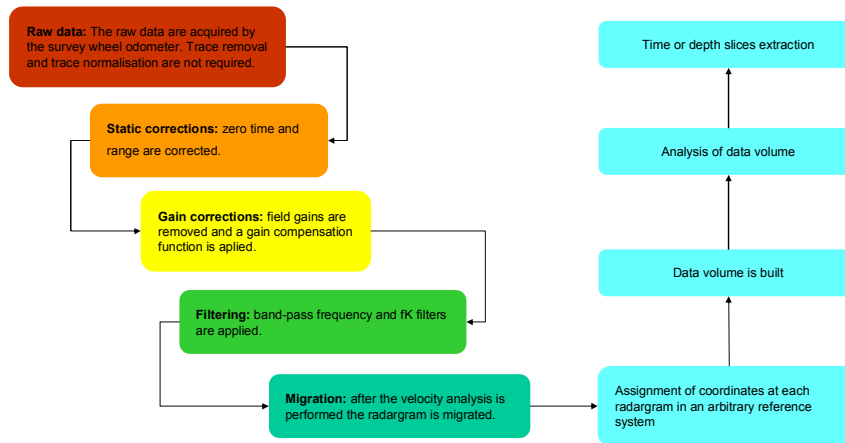 Raw data: The raw data are acquired by
the survey wheel odometer. Trace removal
and trace normalisation are not required.
Static corrections: zero time and
range are corrected.
Gain corrections: field gains are
removed and a gain compensation
function is aplied.
Filtering: band-pass frequency and fK filters
are applied.
Migration: after the velocity analysis is
performed the radargram is migrated.
Assignment of coordinates at each
radargram in an arbitrary reference
system
Data volume is built
Analysis of data volume
Time or depth slices extraction